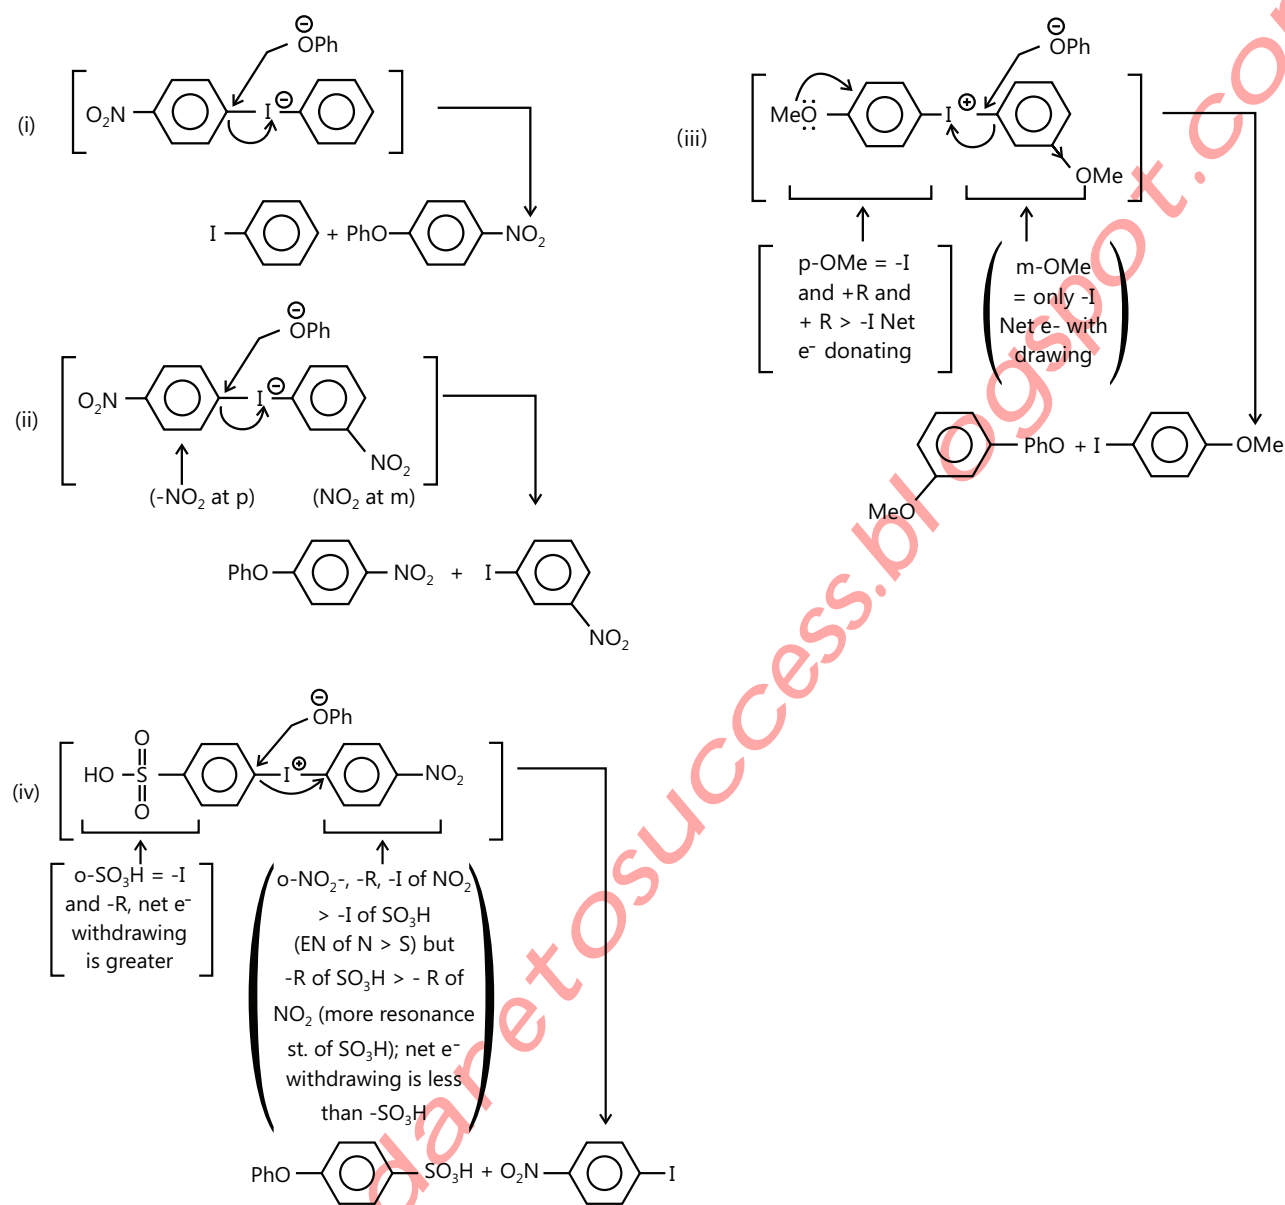 (i)
⊖
OPh
O₂N
I ⊖
I
+ PhO
NO₂
(ii)
⊖
OPh
O₂N
I ⊖
NO₂
(-NO₂ at p)
(NO₂ at m)
PhO
NO₂ + I
NO₂
(iii)
⊖
OPh
MeO
I ⊕
OMe
p-OMe = -I
and +R and
+ R > -I Net
e⁻ donating
m-OMe
= only -I
Net e- with
drawing
PhO + I
OMe
MeO
(iv)
⊖
OPh
O
HO S
O
I ⊕
NO₂
o-SO₃H = -I
and -R, net e⁻
withdrawing
is greater
o-NO₂-, -R, -I of NO₂
> -I of SO₃H
(EN of N > S) but
-R of SO₃H > - R of
NO₂ (more resonance
st. of SO₃H); net e⁻
withdrawing is less
than -SO₃H
PhO
SO₃H + O₂N
I
daretosuccess.blogspot.com